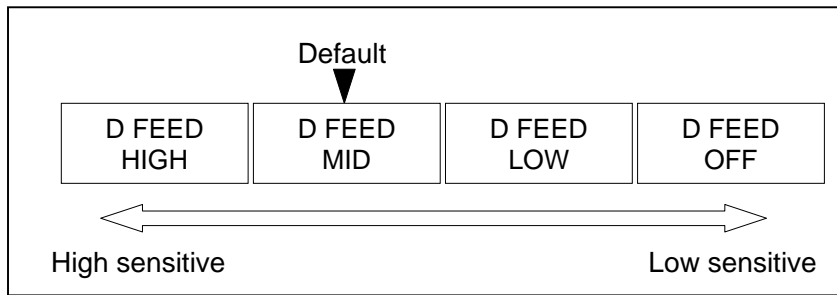 Default
D FEED HIGH
D FEED MID
D FEED LOW
D FEED OFF
High sensitive
Low sensitive